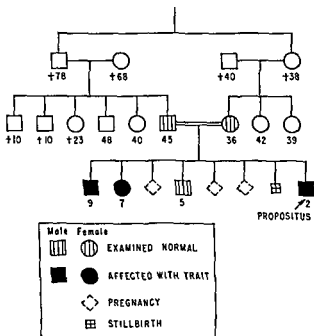 †78 †68 †40 †38
†10 †10 †23 48 40 45 36 42 39
9 7 5 2
PROPOSITUS
Male Female
EXAMINED NORMAL
AFFECTED WITH TRAIT
PREGNANCY
STILLBIRTH